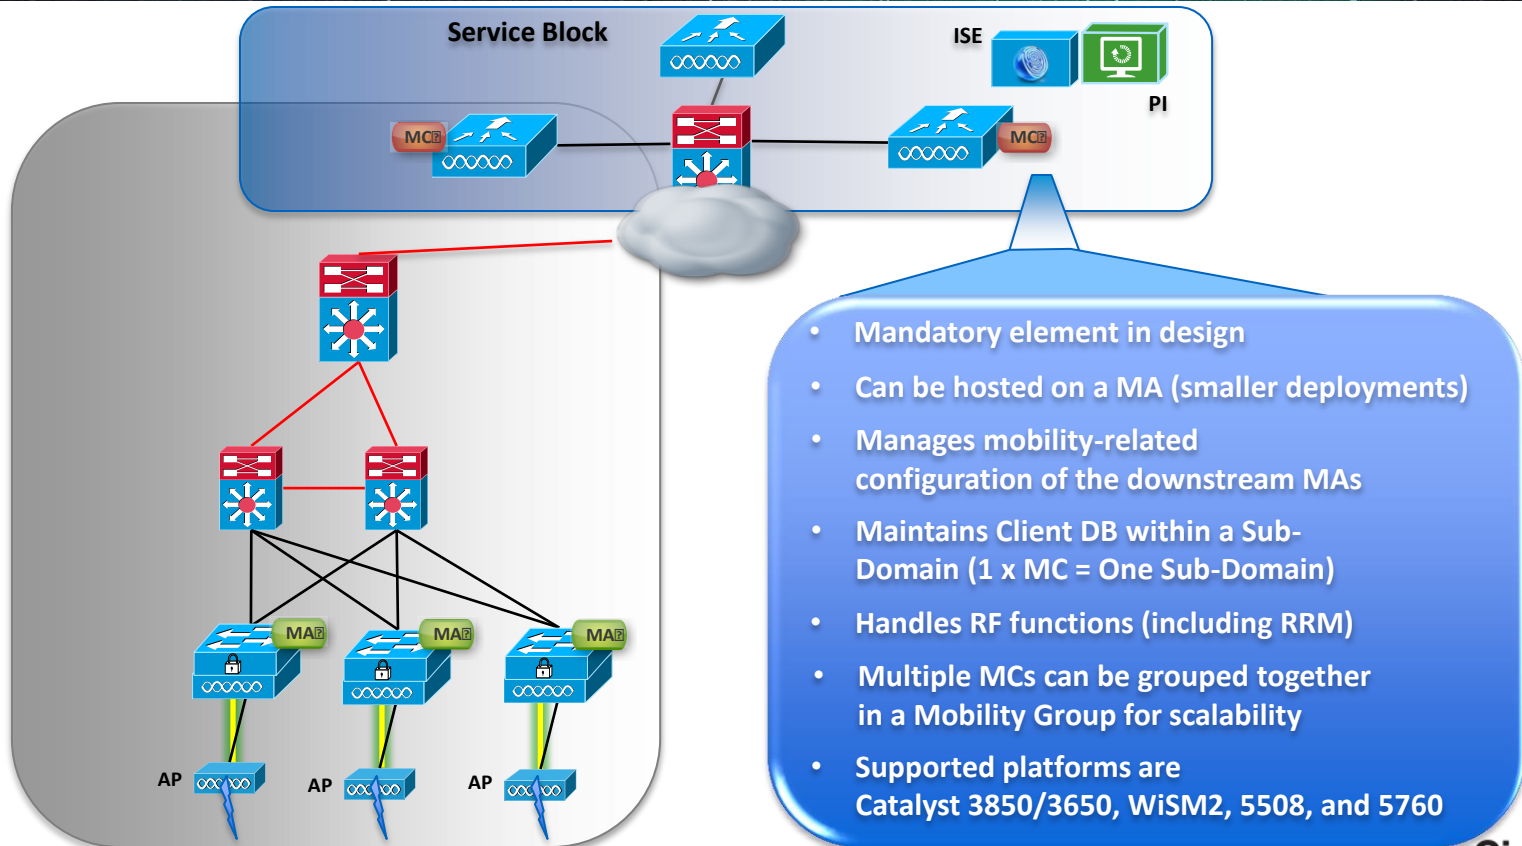 Service Block
ISE
PI
MC
MC
• Mandatory element in design
• Can be hosted on a MA (smaller deployments)
• Manages mobility-related
configuration of the downstream MAs
• Maintains Client DB within a Sub-
Domain (1 x MC = One Sub-Domain)
• Handles RF functions (including RRM)
• Multiple MCs can be grouped together
in a Mobility Group for scalability
• Supported platforms are
Catalyst 3850/3650, WiSM2, 5508, and 5760
MA
MA
MA
AP
AP
AP